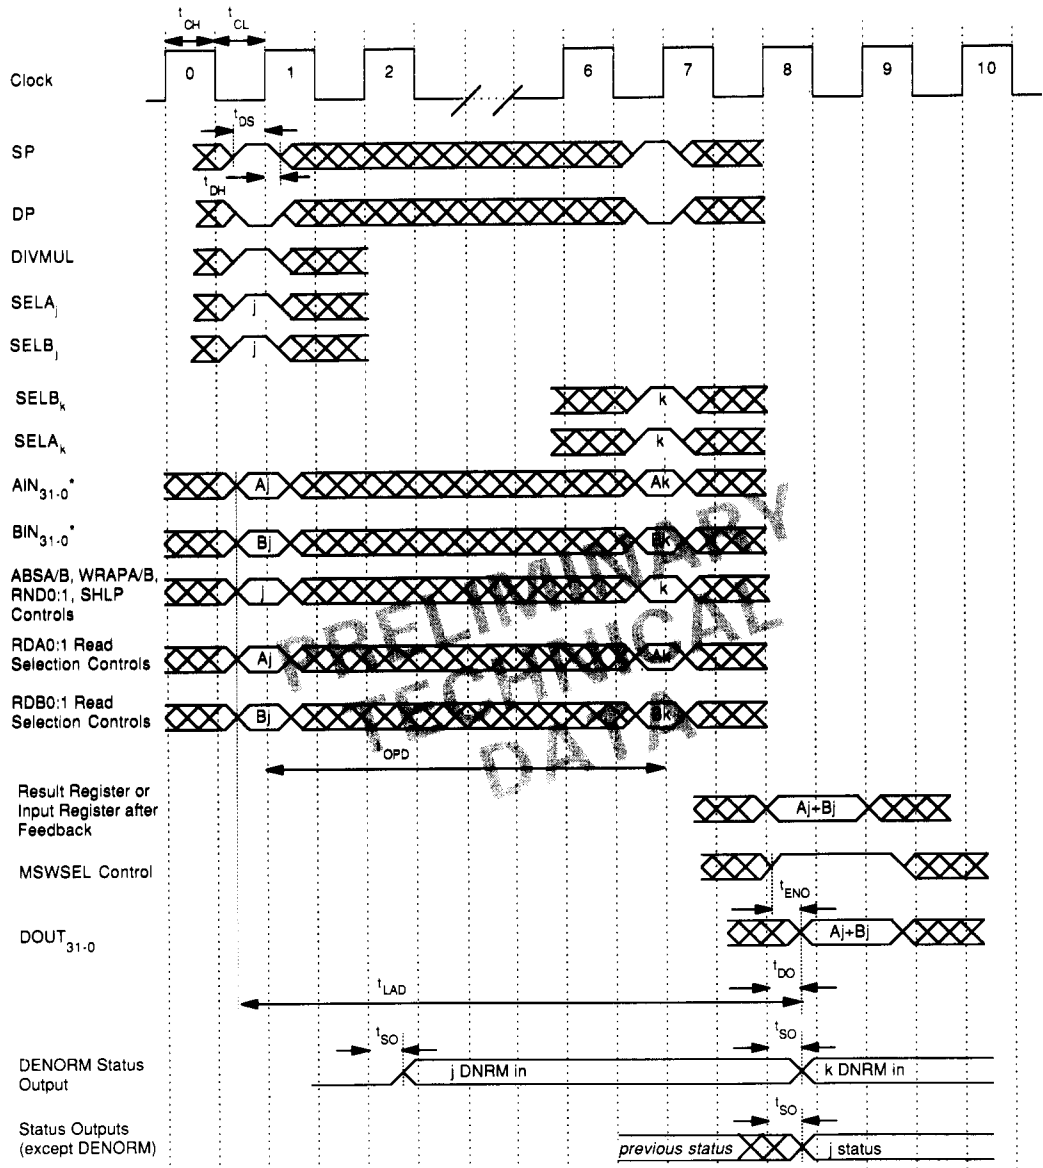 tCH tCL
Clock 0 1 2 6 7 8 9 10
tDS
SP
tDH
DP
DIVMUL
SELAj j
SELBj j
SELBk k
SELAk k
AIN31-0* Aj Ak
BIN31-0* Bj Bk
ABSA/B, WRAPA/B,
RND0:1, SHLP
Controls j k
RDA0:1 Read
Selection Controls Aj Ak
RDB0:1 Read
Selection Controls Bj Bk
PRELIMINARY
TECHNICAL
DATA
tOPD
Result Register or
Input Register after
Feedback Aj+Bj
MSWSEL Control
tENO
DOUT31-0 Aj+Bj
tDO
tLAD
tSO tSO
DENORM Status
Output j DNRM in k DNRM in
tSO
Status Outputs
(except DENORM) previous status j status